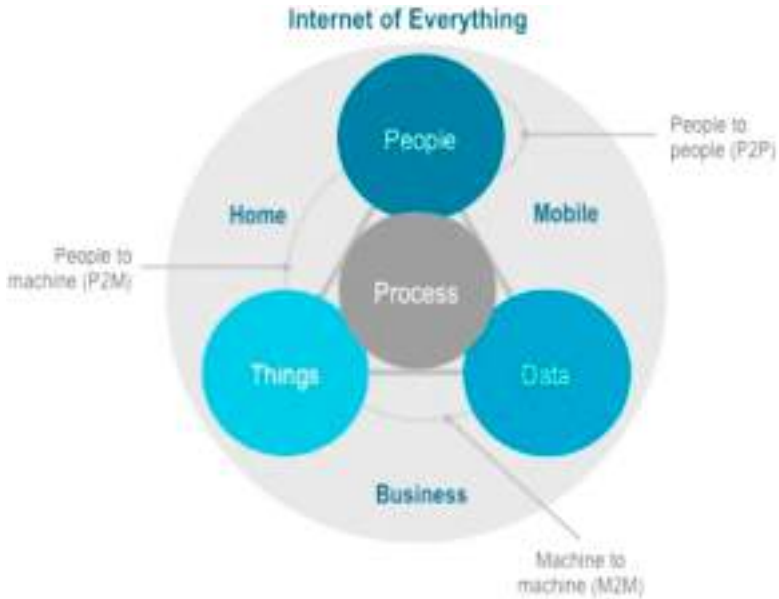 Internet of Everything
People
People to
people (P2P)
Home
Mobile
People to
machine (P2M)
Process
Things
Data
Business
Machine to
machine (M2M)